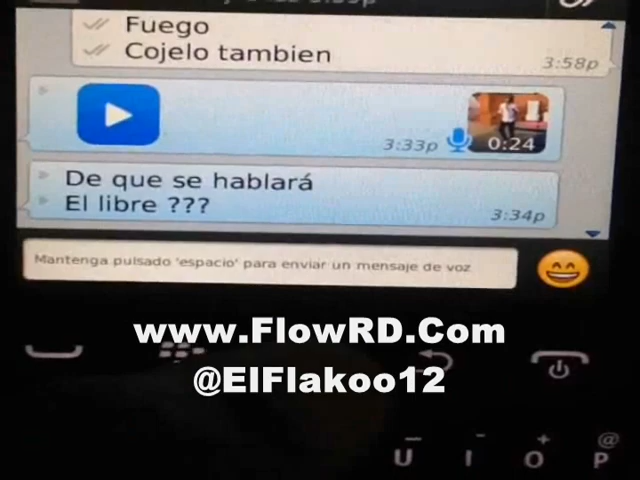 Fuego
Cojelo tambien
3:58p
3:33p
0:24
De que se hablará
El libre ???
3:34p
Mantenga pulsado 'espacio' para enviar un mensaje de voz
www.FlowRD.Com
@ElFlakoo12
U I O P
- - + @